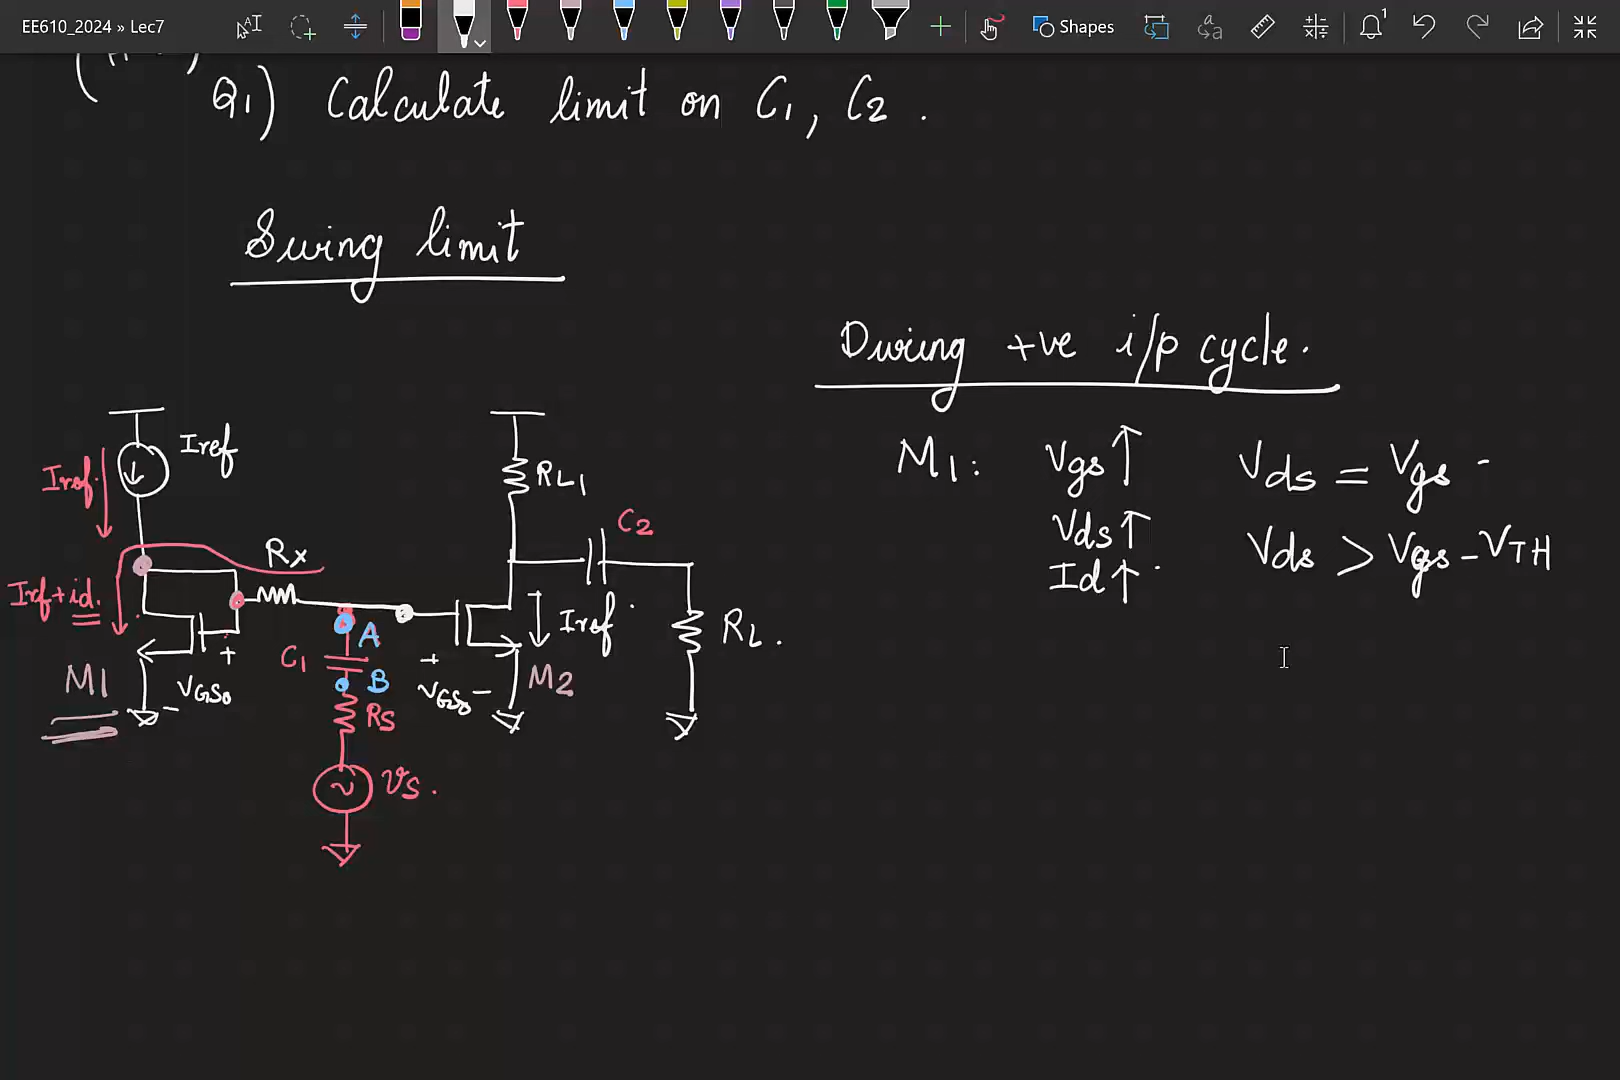 EE610_2024 » Lec7
Shapes
Q1) Calculate limit on C1, C2 .
Swing limit
During +ve i/p cycle.
M1: Vgs↑ Vds = Vgs -
Vds↑ Vds > Vgs - VTH
Id↑
Iref
Iref
RL1
C2
Rx
Iref+id
Iref
RL .
A
C1
+
+
B
M1
VGS0
-
VGS0
-
M2
RS
~
vs .